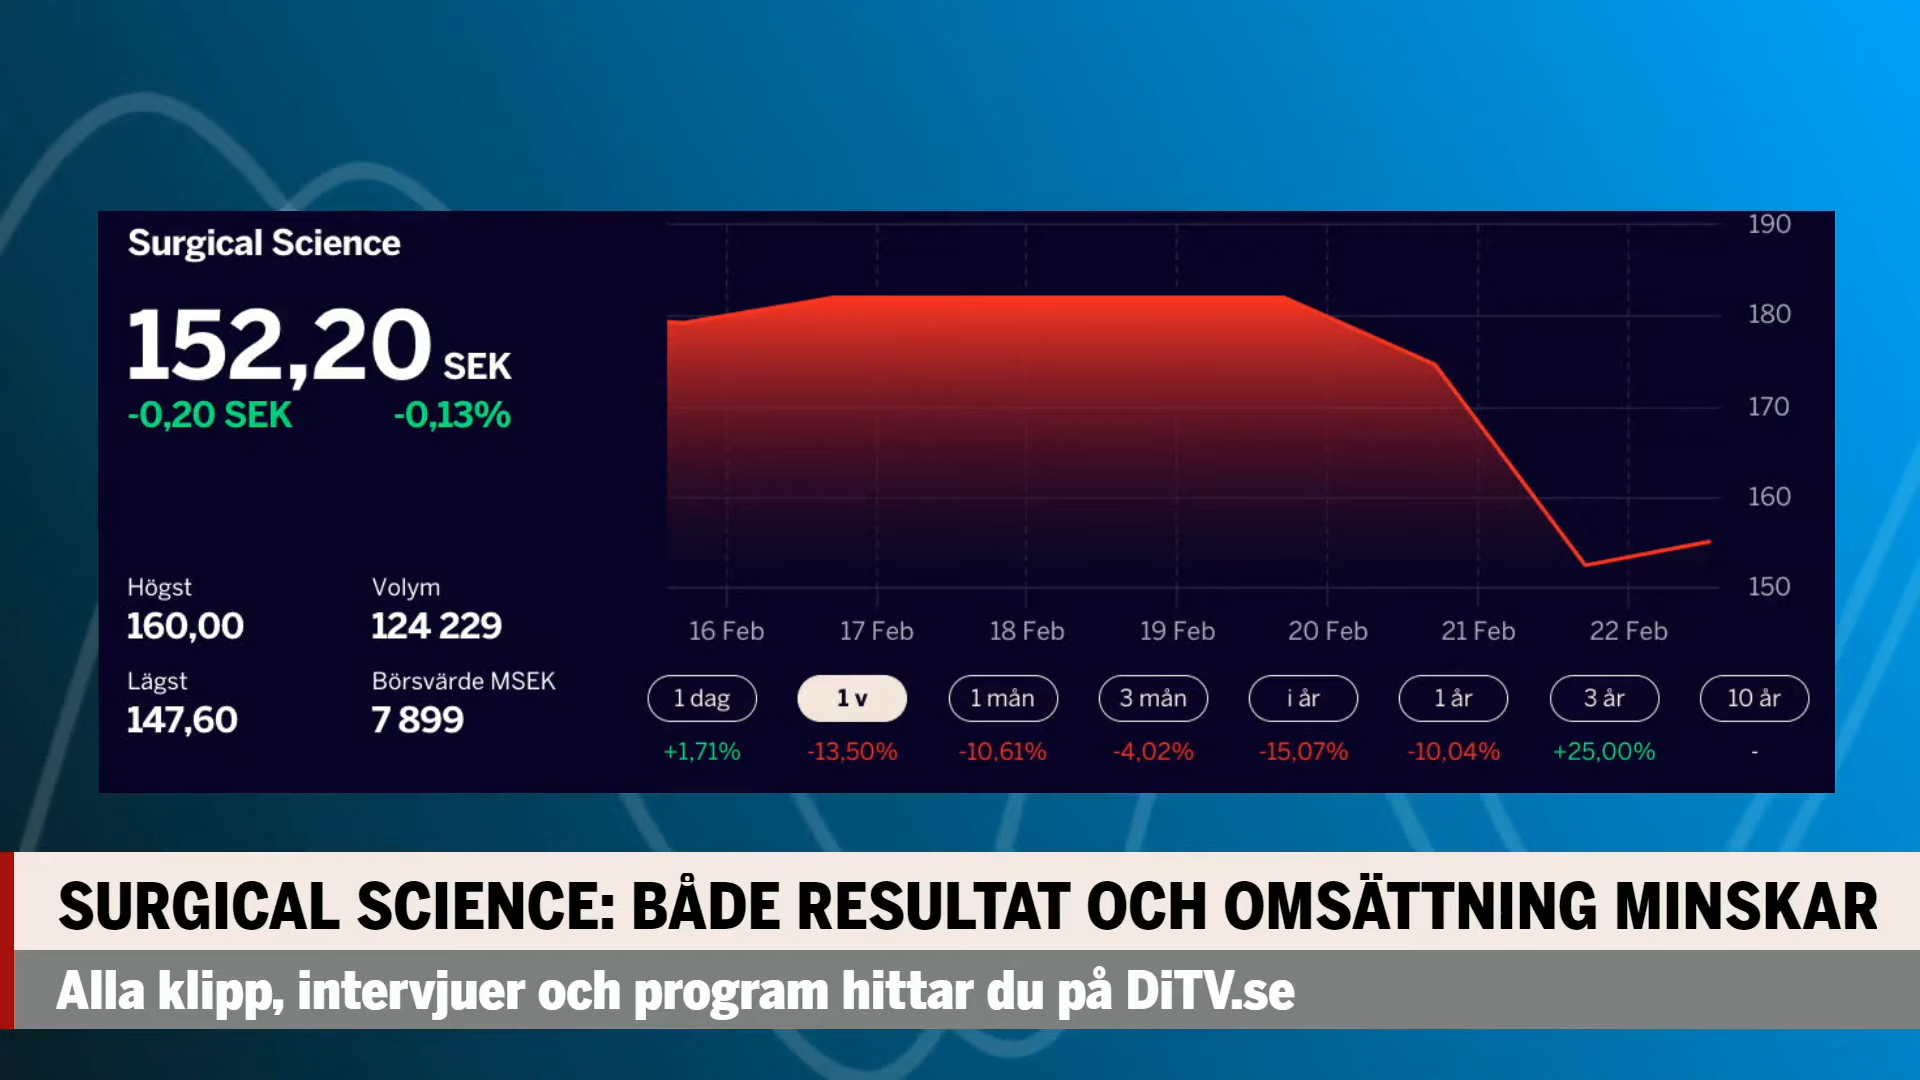 Surgical Science
152,20 SEK
-0,20 SEK -0,13%
Högst Volym
160,00 124 229
Lägst Börsvärde MSEK
147,60 7 899
190
180
170
160
150
16 Feb 17 Feb 18 Feb 19 Feb 20 Feb 21 Feb 22 Feb
1 dag 1 v 1 mån 3 mån i år 1 år 3 år 10 år
+1,71% -13,50% -10,61% -4,02% -15,07% -10,04% +25,00% -
SURGICAL SCIENCE: BÅDE RESULTAT OCH OMSÄTTNING MINSKAR
Alla klipp, intervjuer och program hittar du på DiTV.se